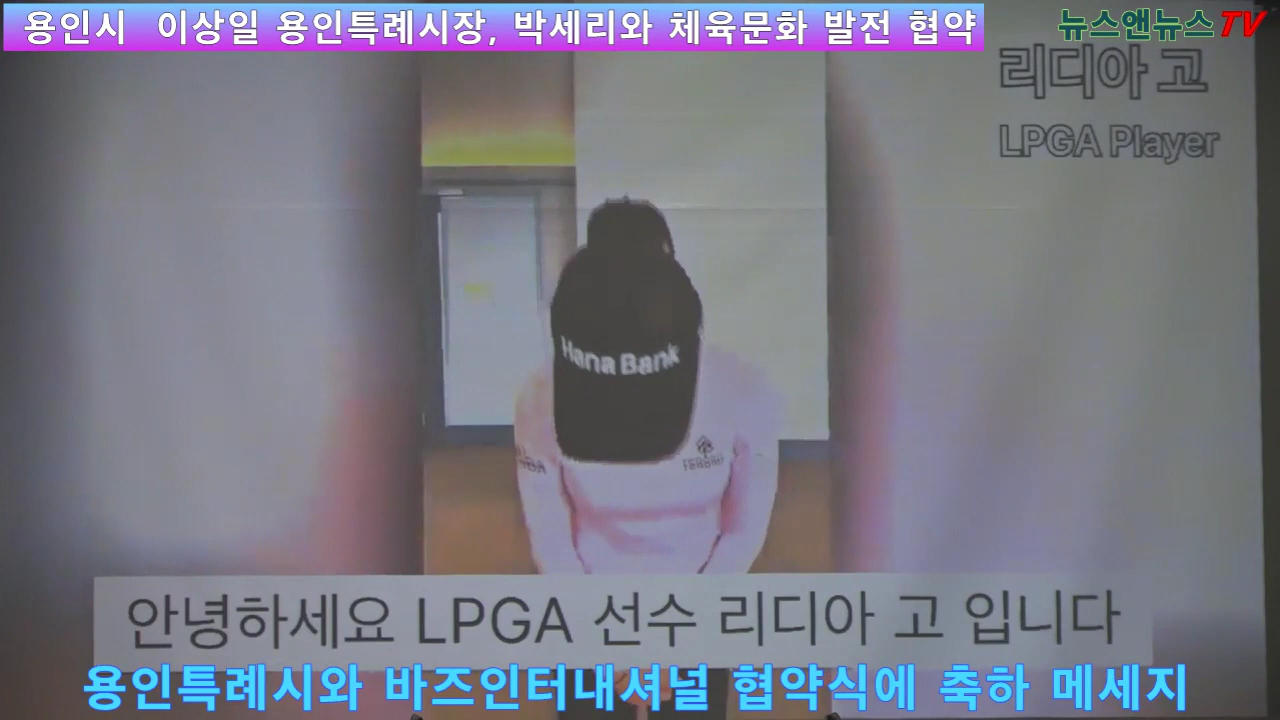 용인시 이상일 용인특례시장, 박세리와 체육문화 발전 협약
뉴스앤뉴스TV
리디아 고
LPGA Player
Hana Bank
안녕하세요 LPGA 선수 리디아 고 입니다
용인특례시와 바즈인터내셔널 협약식에 축하 메세지